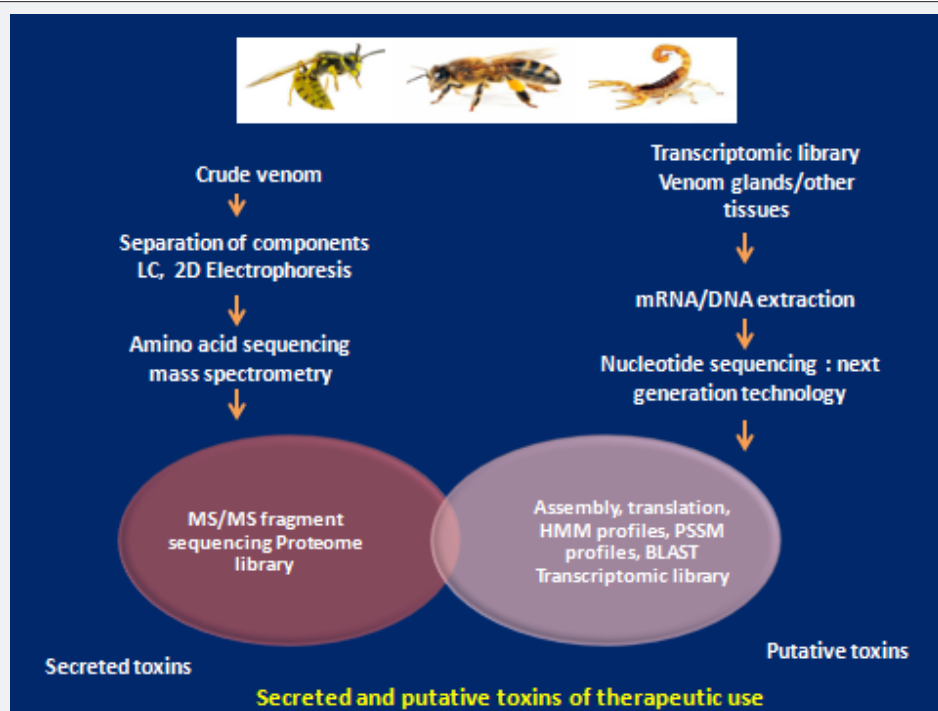 Crude venom
Separation of components
LC, 2D Electrophoresis
Amino acid sequencing
mass spectrometry
MS/MS fragment
sequencing Proteome
library
Secreted toxins
Transcriptomic library
Venom glands/other
tissues
mRNA/DNA extraction
Nucleotide sequencing : next
generation technology
Assembly, translation,
HMM profiles, PSSM
profiles, BLAST
Transcriptomic library
Putative toxins
Secreted and putative toxins of therapeutic use